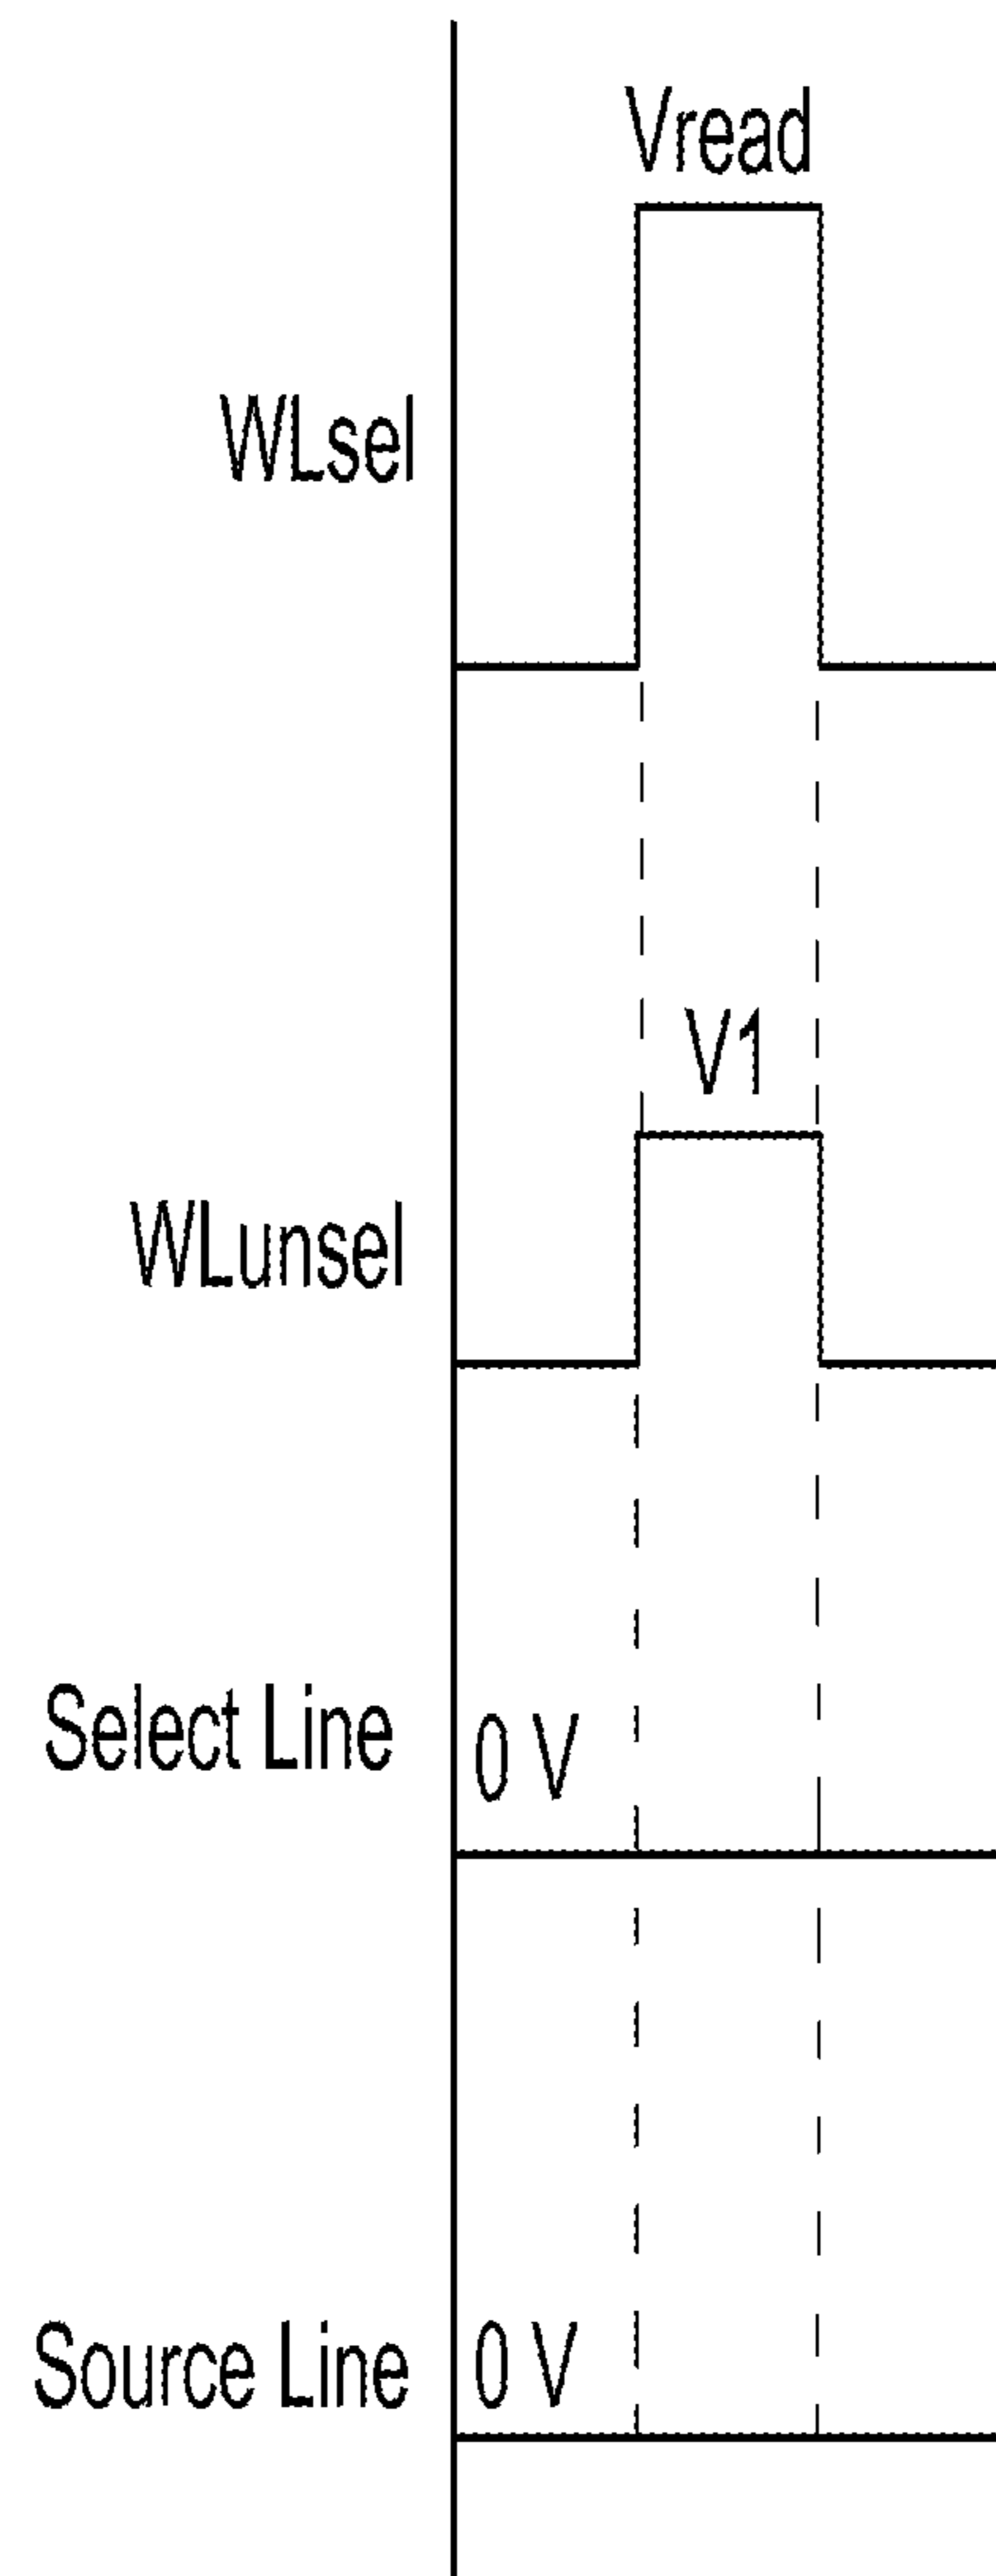 Vread
WLsel
V1
WLunsel
Select Line 0 V
Source Line 0 V